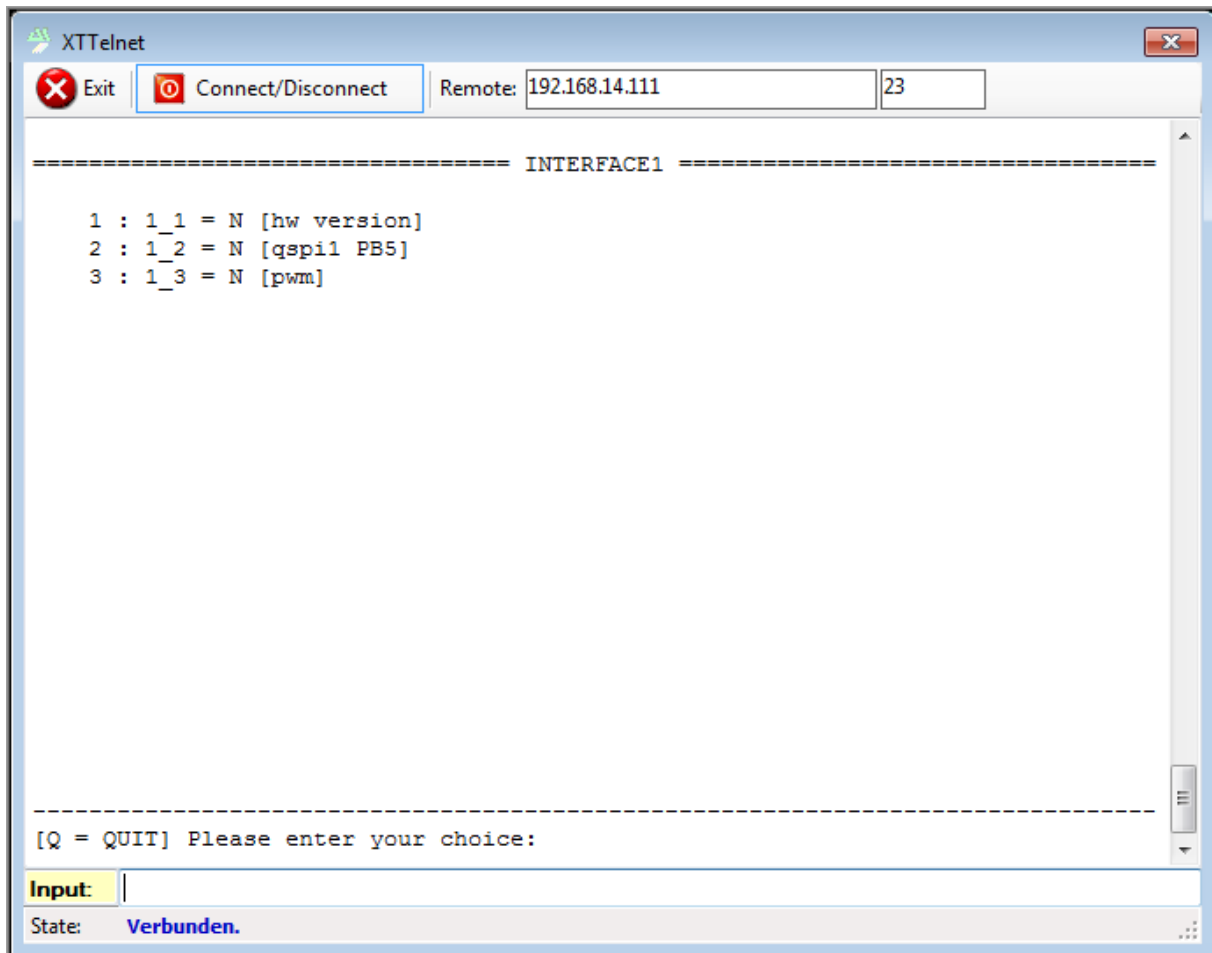 XTTelnet
Exit Connect/Disconnect Remote: 192.168.14.111 23
================================== INTERFACE1 ==================================
1 : 1_1 = N [hw version]
2 : 1_2 = N [qspi1 PB5]
3 : 1_3 = N [pwm]
--------------------------------------------------------------------------------
[Q = QUIT] Please enter your choice:
Input:
State: Verbunden.